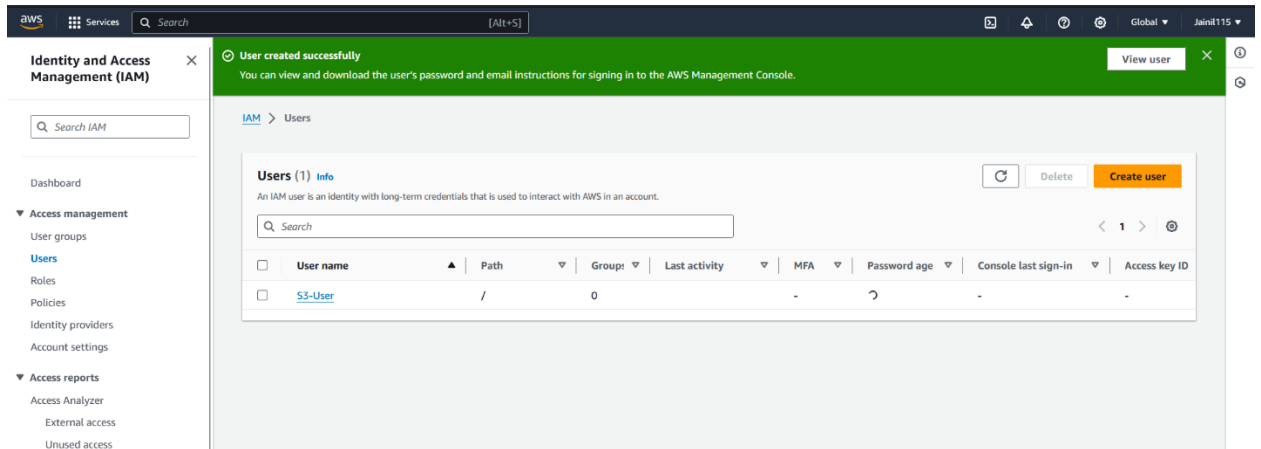 aws Services Search [Alt+S] Global Jainil115
Identity and Access Management (IAM)
Search IAM
Dashboard
Access management
User groups
Users
Roles
Policies
Identity providers
Account settings
Access reports
Access Analyzer
External access
Unused access
User created successfully
You can view and download the user's password and email instructions for signing in to the AWS Management Console.
View user
IAM > Users
Users (1) Info
An IAM user is an identity with long-term credentials that is used to interact with AWS in an account.
Delete
Create user
Search
1
User name Path Group: Last activity MFA Password age Console last sign-in Access key ID
S3-User / 0 - - -